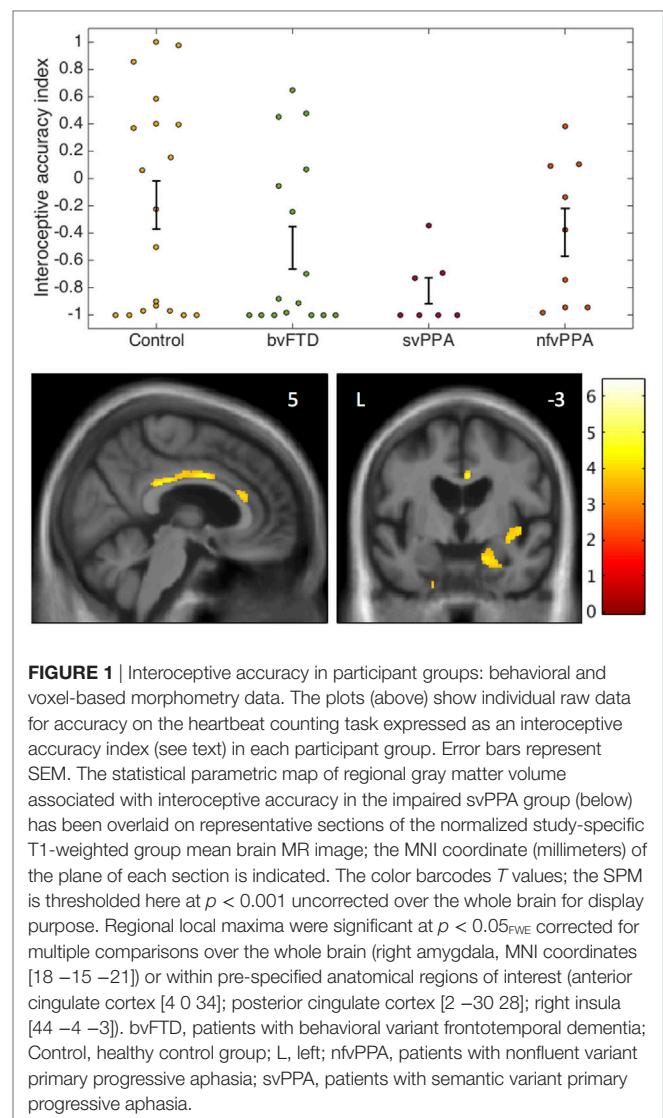 1
0.8
0.6
0.4
0.2
0
-0.2
-0.4
-0.6
-0.8
-1
Interoceptive accuracy index
Control bvFTD svPPA nfvPPA
5 L -3
6
5
4
3
2
1
0
FIGURE 1 | Interoceptive accuracy in participant groups: behavioral and
voxel-based morphometry data. The plots (above) show individual raw data
for accuracy on the heartbeat counting task expressed as an interoceptive
accuracy index (see text) in each participant group. Error bars represent
SEM. The statistical parametric map of regional gray matter volume
associated with interoceptive accuracy in the impaired svPPA group (below)
has been overlaid on representative sections of the normalized study-specific
T1-weighted group mean brain MR image; the MNI coordinate (millimeters) of
the plane of each section is indicated. The color barcodes T values; the SPM
is thresholded here at p < 0.001 uncorrected over the whole brain for display
purpose. Regional local maxima were significant at p < 0.05FWE corrected for
multiple comparisons over the whole brain (right amygdala, MNI coordinates
[18 −15 −21]) or within pre-specified anatomical regions of interest (anterior
cingulate cortex [4 0 34]; posterior cingulate cortex [2 −30 28]; right insula
[44 −4 −3]). bvFTD, patients with behavioral variant frontotemporal dementia;
Control, healthy control group; L, left; nfvPPA, patients with nonfluent variant
primary progressive aphasia; svPPA, patients with semantic variant primary
progressive aphasia.